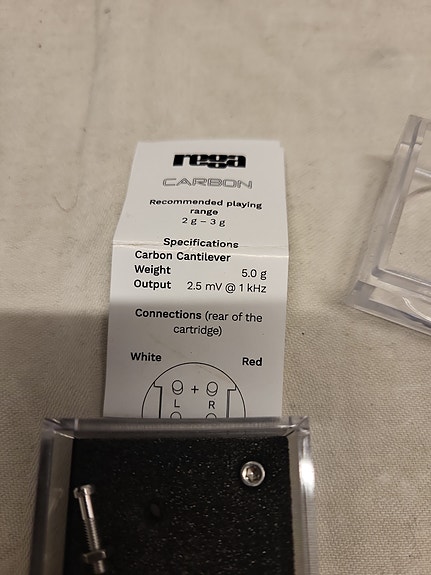 rega
CARBON
Recommended playing
range
2 g – 3 g
Specifications
Carbon Cantilever
Weight 5.0 g
Output 2.5 mV @ 1 kHz
Connections (rear of the
cartridge)
White Red
+
L R